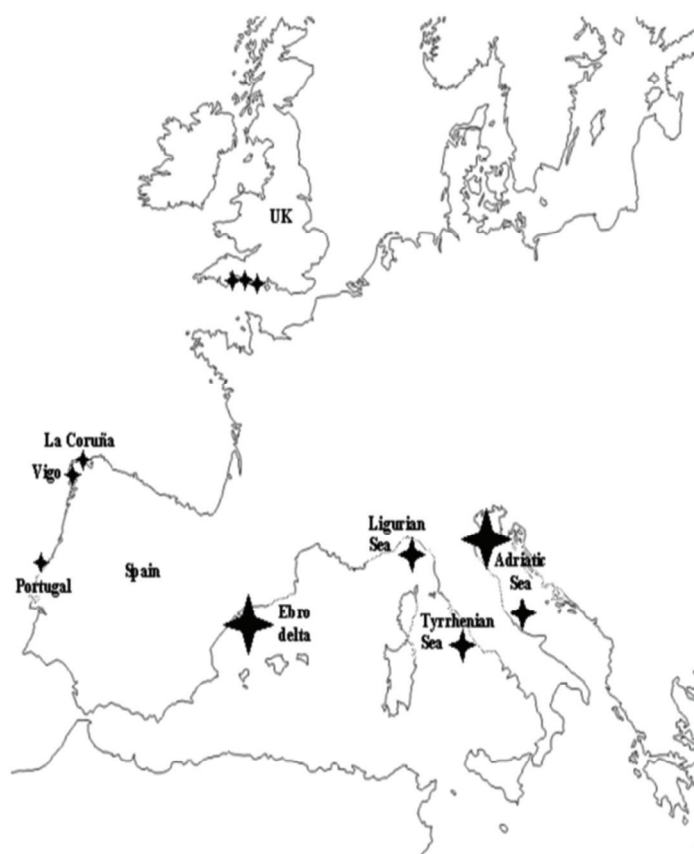 UK
La Coruña
Vigo
Portugal
Spain
Ebro
delta
Ligurian
Sea
Tyrrhenian
Sea
Adriatic
Sea